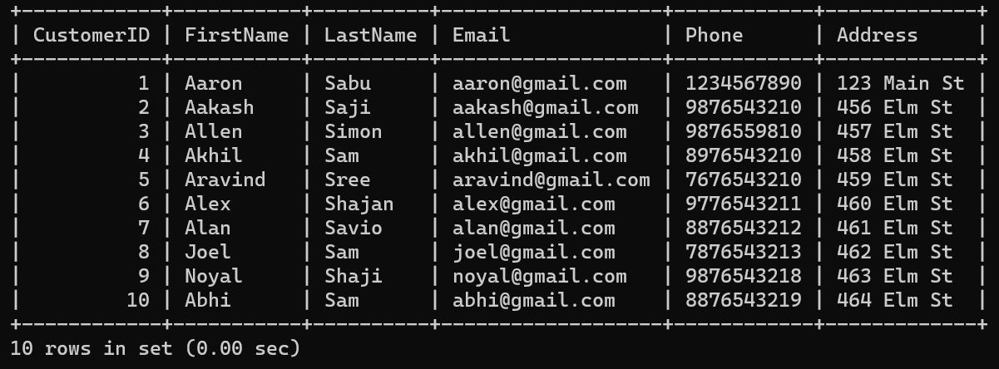 +------------+-----------+----------+-------------------+------------+-------------+
| CustomerID | FirstName | LastName | Email             | Phone      | Address     |
+------------+-----------+----------+-------------------+------------+-------------+
|          1 | Aaron     | Sabu     | aaron@gmail.com   | 1234567890 | 123 Main St |
|          2 | Aakash    | Saji     | aakash@gmail.com  | 9876543210 | 456 Elm St  |
|          3 | Allen     | Simon    | allen@gmail.com   | 9876559810 | 457 Elm St  |
|          4 | Akhil     | Sam      | akhil@gmail.com   | 8976543210 | 458 Elm St  |
|          5 | Aravind   | Sree     | aravind@gmail.com | 7676543210 | 459 Elm St  |
|          6 | Alex      | Shajan   | alex@gmail.com    | 9776543211 | 460 Elm St  |
|          7 | Alan      | Savio    | alan@gmail.com    | 8876543212 | 461 Elm St  |
|          8 | Joel      | Sam      | joel@gmail.com    | 7876543213 | 462 Elm St  |
|          9 | Noyal     | Shaji    | noyal@gmail.com   | 9876543218 | 463 Elm St  |
|         10 | Abhi      | Sam      | abhi@gmail.com    | 8876543219 | 464 Elm St  |
+------------+-----------+----------+-------------------+------------+-------------+
10 rows in set (0.00 sec)